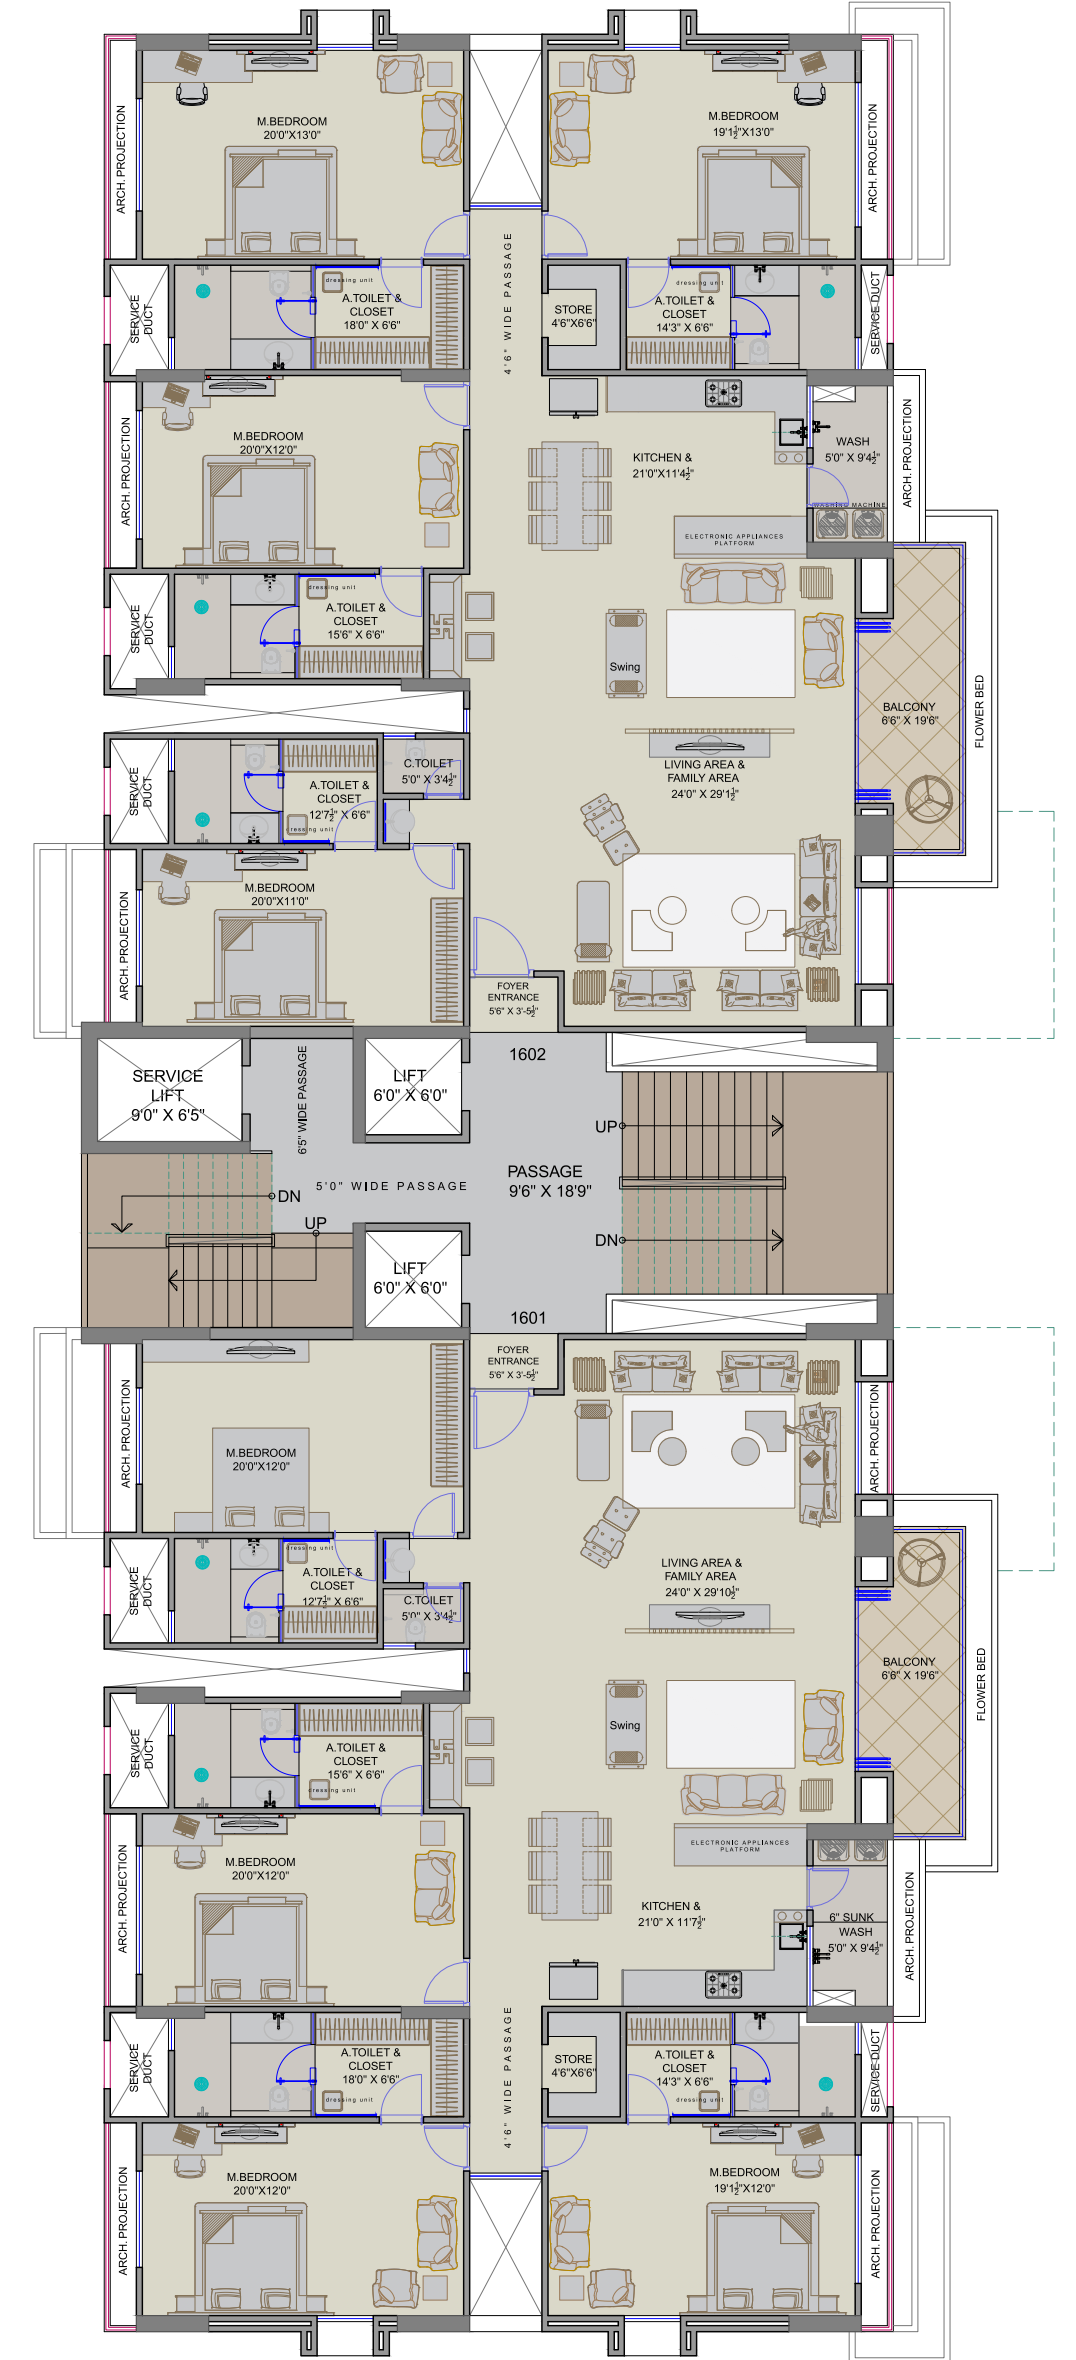 M.BEDROOM
20'0"X13'0"
M.BEDROOM
19'1½"X13'0"
ARCH. PROJECTION
ARCH. PROJECTION
4'6" WIDE PASSAGE
SERVICE
DUCT
dressing unit
A.TOILET &
CLOSET
18'0" X 6'6"
STORE
4'6"X6'6"
dressing unit
A.TOILET &
CLOSET
14'3" X 6'6"
SERVICE DUCT
M.BEDROOM
20'0"X12'0"
ARCH. PROJECTION
KITCHEN &
21'0"X11'4½"
WASH
5'0" X 9'4½"
ARCH. PROJECTION
WASHING MACHINE
ELECTRONIC APPLIANCES
PLATFORM
SERVICE
DUCT
dressing unit
A.TOILET &
CLOSET
15'6" X 6'6"
Swing
BALCONY
6'6" X 19'6"
FLOWER BED
LIVING AREA &
FAMILY AREA
24'0" X 29'1½"
C.TOILET
5'0" X 3'4½"
SERVICE
DUCT
A.TOILET &
CLOSET
12'7½" X 6'6"
dressing unit
M.BEDROOM
20'0"X11'0"
ARCH. PROJECTION
FOYER
ENTRANCE
5'6" X 3'-5½"
1602
SERVICE
LIFT
9'0" X 6'5"
6'5" WIDE PASSAGE
LIFT
6'0" X 6'0"
UP
PASSAGE
9'6" X 18'9"
5'0" WIDE PASSAGE
DN
UP
DN
LIFT
6'0" X 6'0"
1601
FOYER
ENTRANCE
5'6" X 3'-5½"
ARCH. PROJECTION
M.BEDROOM
20'0"X12'0"
ARCH. PROJECTION
SERVICE
DUCT
dressing unit
A.TOILET &
CLOSET
12'7½" X 6'6"
C.TOILET
5'0" X 3'4½"
LIVING AREA &
FAMILY AREA
24'0" X 29'10½"
BALCONY
6'6" X 19'6"
FLOWER BED
SERVICE
DUCT
A.TOILET &
CLOSET
15'6" X 6'6"
dressing unit
Swing
ELECTRONIC APPLIANCES
PLATFORM
M.BEDROOM
20'0"X12'0"
ARCH. PROJECTION
KITCHEN &
21'0" X 11'7½"
6" SUNK
WASH
5'0" X 9'4½"
ARCH. PROJECTION
4'6" WIDE PASSAGE
SERVICE
DUCT
A.TOILET &
CLOSET
18'0" X 6'6"
dressing unit
STORE
4'6"X6'6"
A.TOILET &
CLOSET
14'3" X 6'6"
dressing unit
SERVICE DUCT
M.BEDROOM
20'0"X12'0"
ARCH. PROJECTION
M.BEDROOM
19'1½"X12'0"
ARCH. PROJECTION